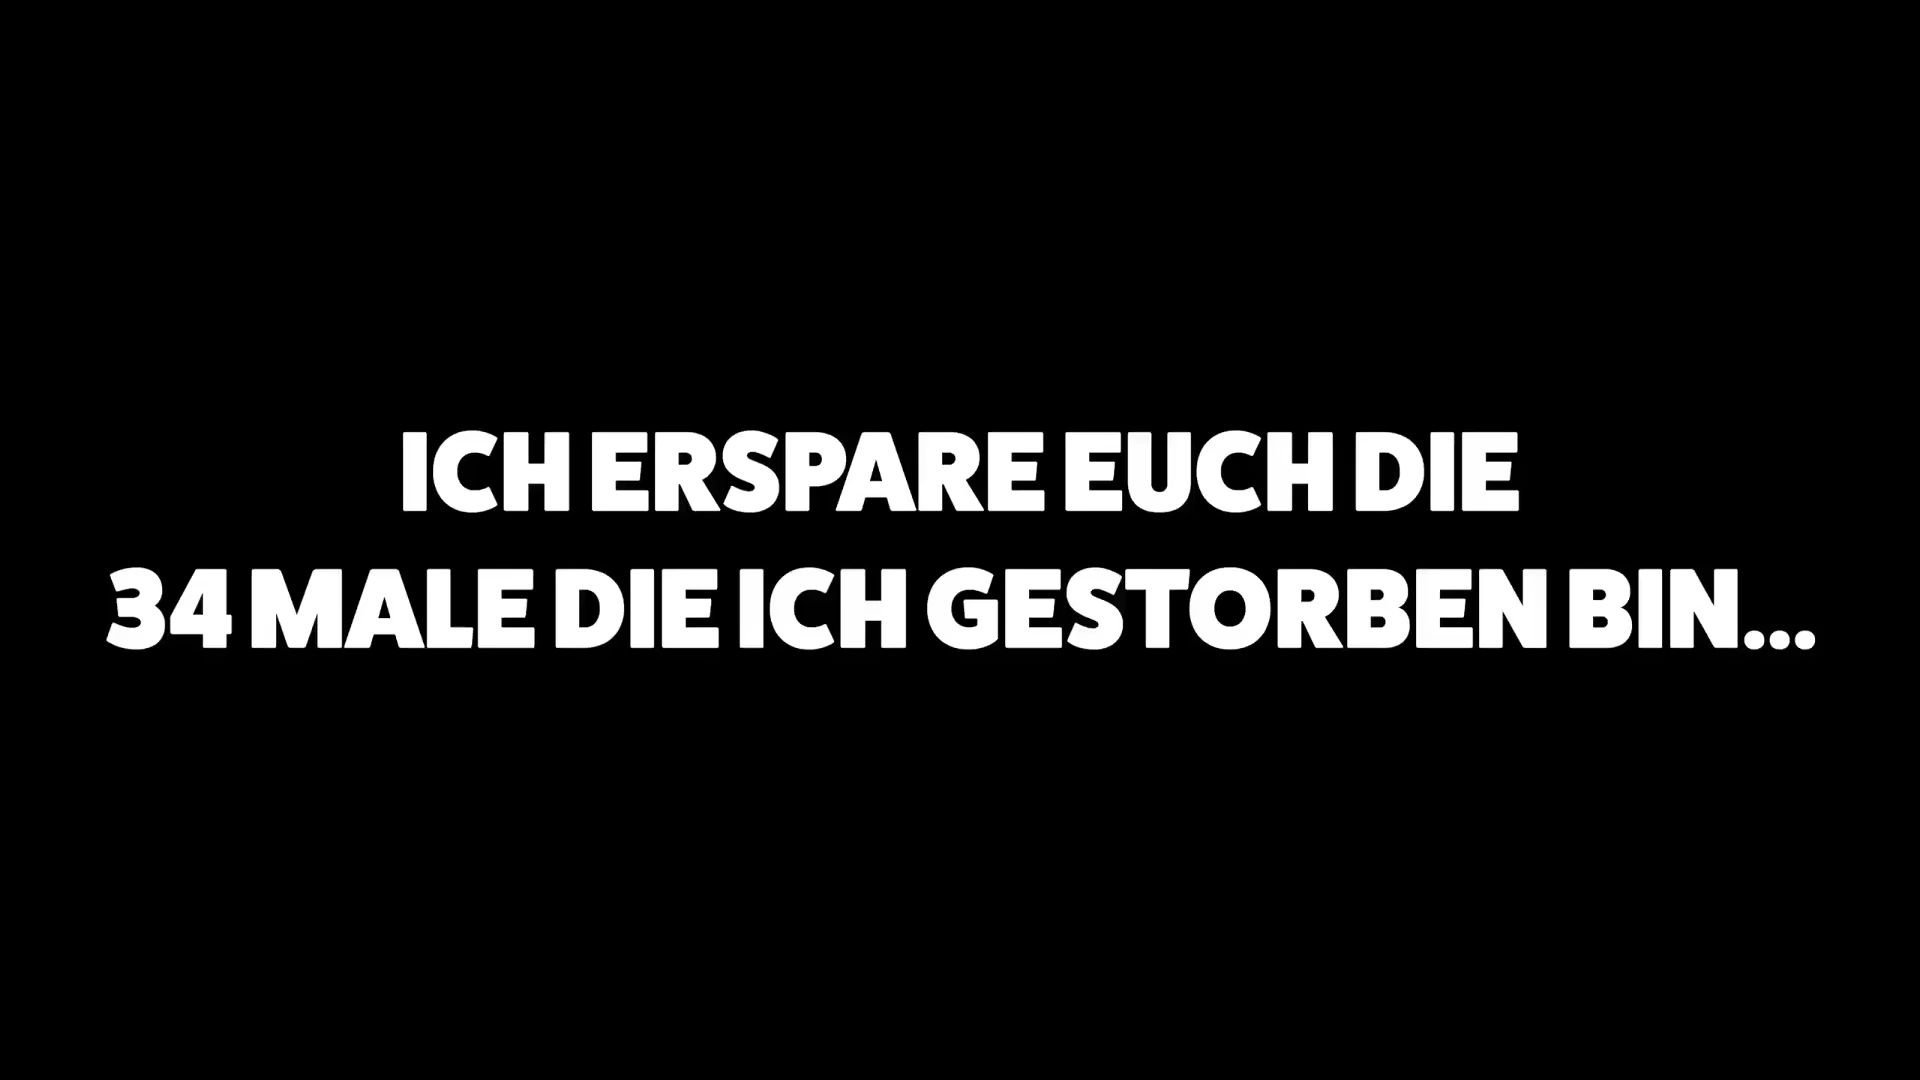 ICH ERSPARE EUCH DIE
34 MALE DIE ICH GESTORBEN BIN...